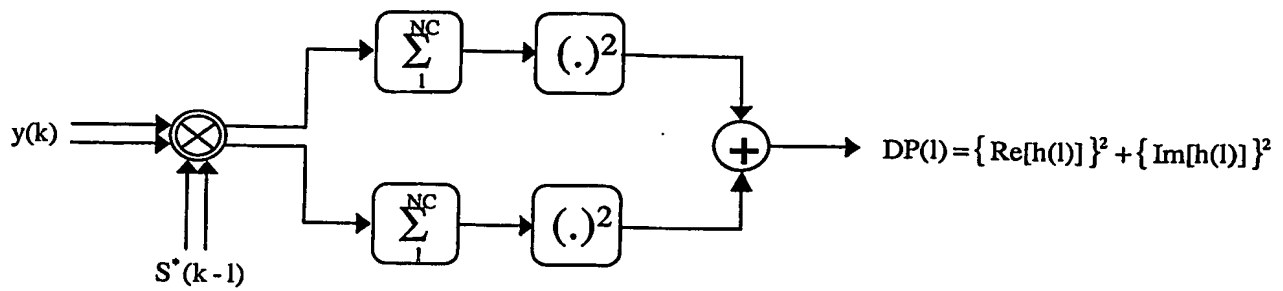 NC
∑
1
(.)²
y(k)
×
+
DP(l) = { Re[h(l)] }² + { Im[h(l)] }²
NC
∑
1
(.)²
S*(k - l)